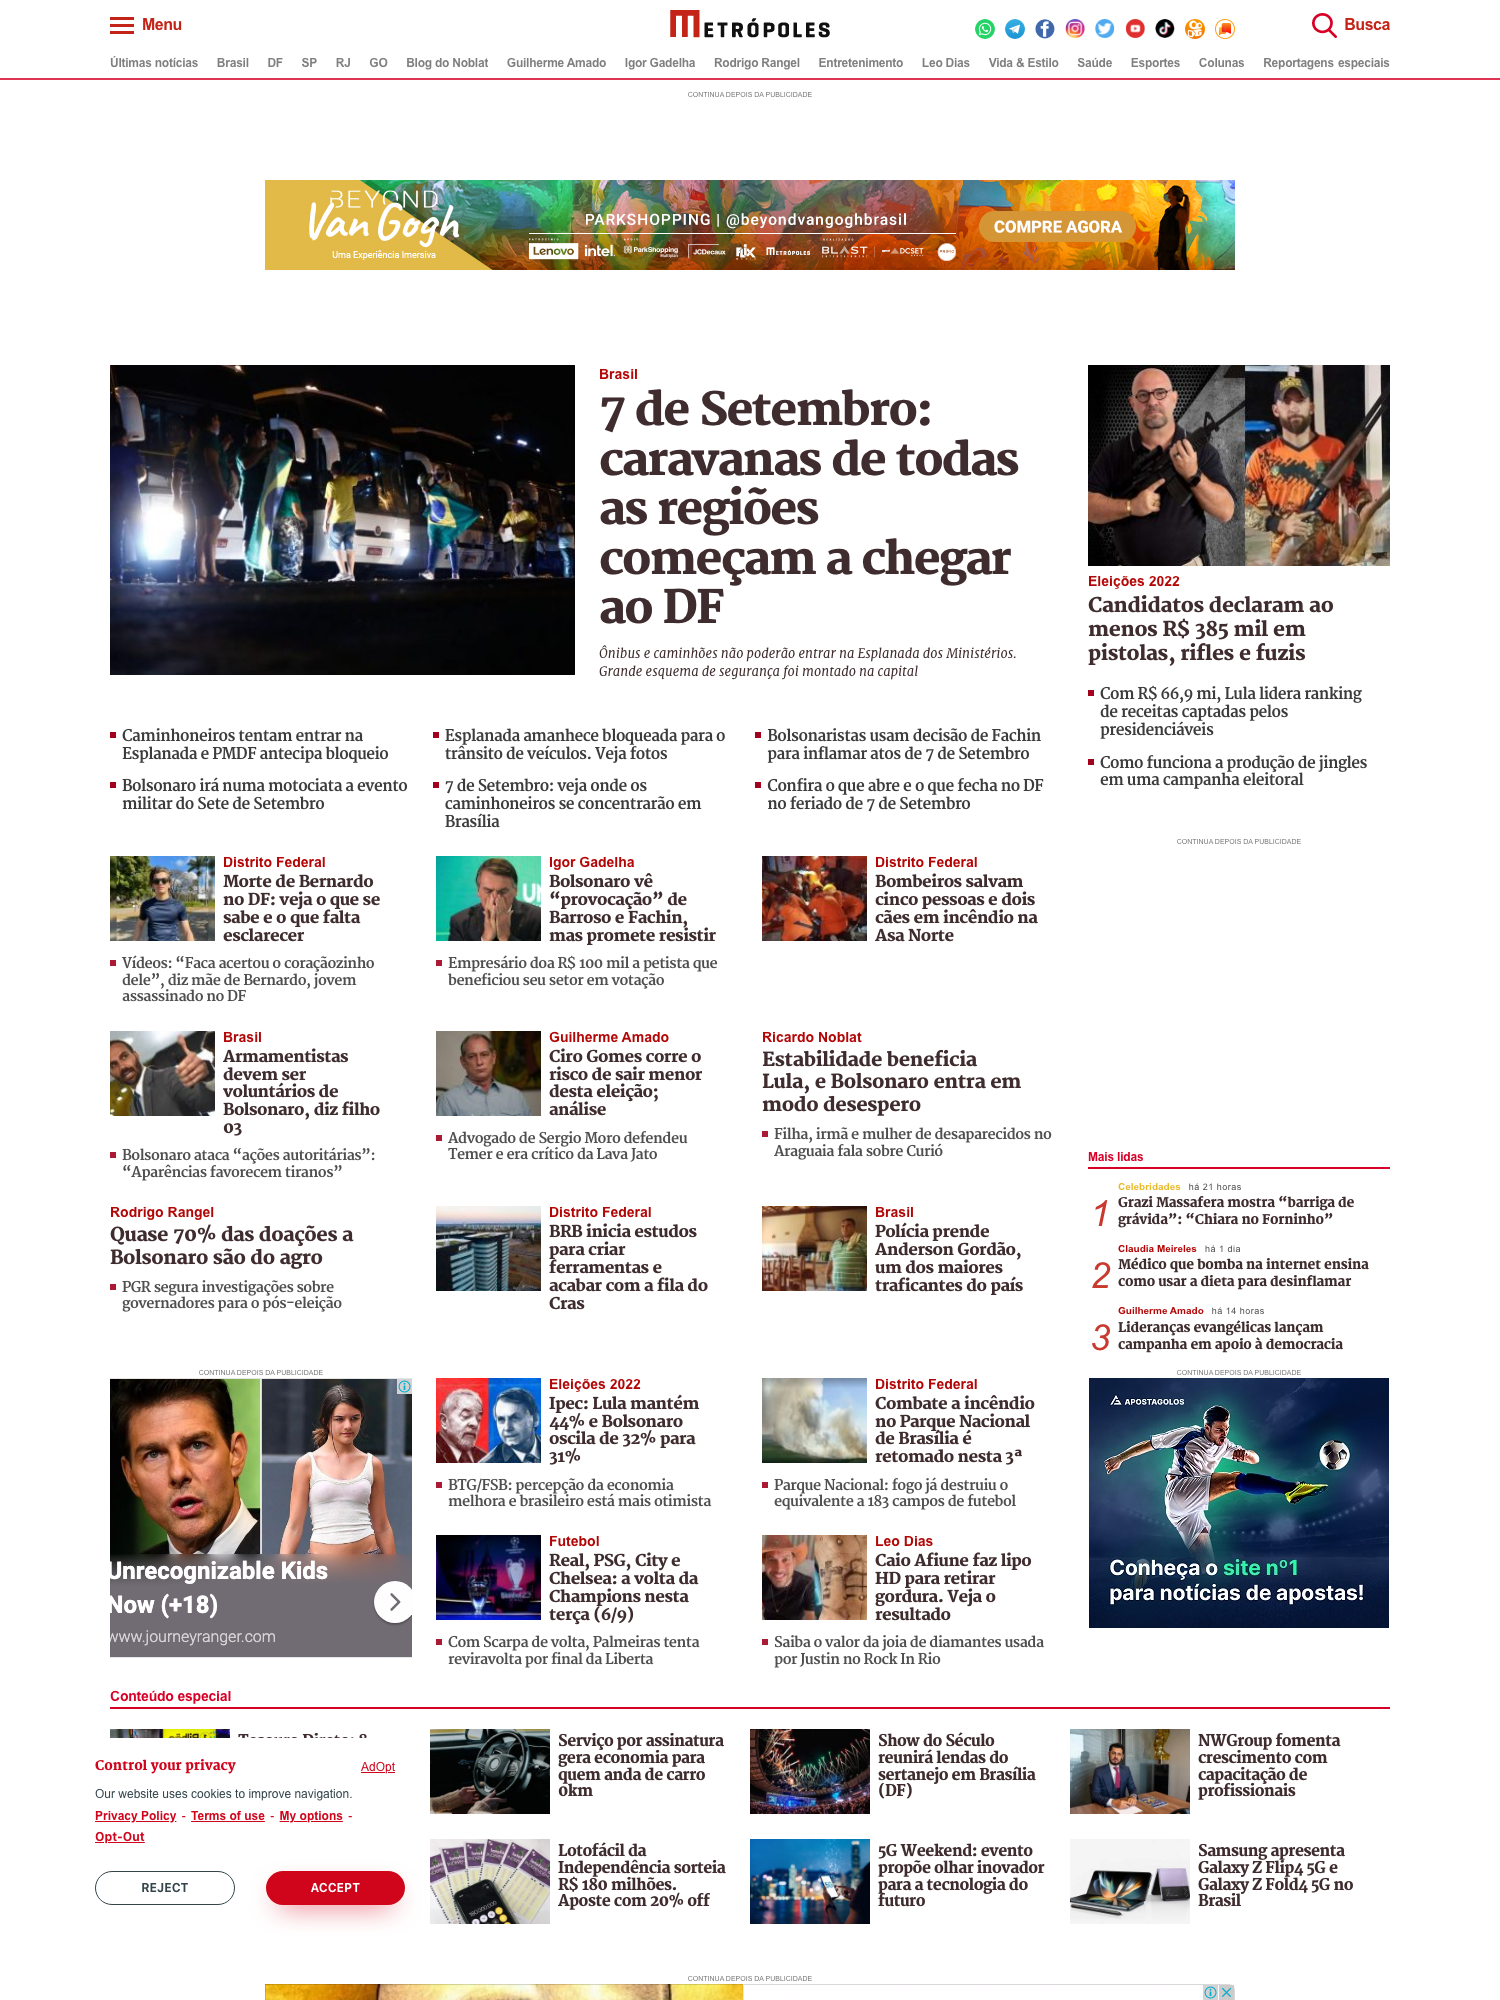 Menu
METRÓPOLES
Busca
Últimas notícias Brasil DF SP RJ GO Blog do Noblat Guilherme Amado Igor Gadelha Rodrigo Rangel Entretenimento Leo Dias Vida & Estilo Saúde Esportes Colunas Reportagens especiais
CONTINUA DEPOIS DA PUBLICIDADE
BEYOND
Van Gogh
Uma Experiência Imersiva
PARKSHOPPING | @beyondvangoghbrasil
Lenovo intel ParkShopping JCDecaux FLIX METRÓPOLES BLAST DCSET
COMPRE AGORA
Brasil
7 de Setembro:
caravanas de todas
as regiões
começam a chegar
ao DF
Ônibus e caminhões não poderão entrar na Esplanada dos Ministérios.
Grande esquema de segurança foi montado na capital
Eleições 2022
Candidatos declaram ao
menos R$ 385 mil em
pistolas, rifles e fuzis
Com R$ 66,9 mi, Lula lidera ranking
de receitas captadas pelos
presidenciáveis
Como funciona a produção de jingles
em uma campanha eleitoral
Caminhoneiros tentam entrar na
Esplanada e PMDF antecipa bloqueio
Esplanada amanhece bloqueada para o
trânsito de veículos. Veja fotos
Bolsonaristas usam decisão de Fachin
para inflamar atos de 7 de Setembro
Bolsonaro irá numa motociata a evento
militar do Sete de Setembro
7 de Setembro: veja onde os
caminhoneiros se concentrarão em
Brasília
Confira o que abre e o que fecha no DF
no feriado de 7 de Setembro
CONTINUA DEPOIS DA PUBLICIDADE
Distrito Federal
Morte de Bernardo
no DF: veja o que se
sabe e o que falta
esclarecer
Vídeos: “Faca acertou o coraçãozinho
dele”, diz mãe de Bernardo, jovem
assassinado no DF
Igor Gadelha
Bolsonaro vê
“provocação” de
Barroso e Fachin,
mas promete resistir
Empresário doa R$ 100 mil a petista que
beneficiou seu setor em votação
Distrito Federal
Bombeiros salvam
cinco pessoas e dois
cães em incêndio na
Asa Norte
Brasil
Armamentistas
devem ser
voluntários de
Bolsonaro, diz filho
03
Bolsonaro ataca “ações autoritárias”:
“Aparências favorecem tiranos”
Guilherme Amado
Ciro Gomes corre o
risco de sair menor
desta eleição;
análise
Advogado de Sergio Moro defendeu
Temer e era crítico da Lava Jato
Ricardo Noblat
Estabilidade beneficia
Lula, e Bolsonaro entra em
modo desespero
Filha, irmã e mulher de desaparecidos no
Araguaia fala sobre Curió
Rodrigo Rangel
Quase 70% das doações a
Bolsonaro são do agro
PGR segura investigações sobre
governadores para o pós-eleição
Distrito Federal
BRB inicia estudos
para criar
ferramentas e
acabar com a fila do
Cras
Brasil
Polícia prende
Anderson Gordão,
um dos maiores
traficantes do país
Mais lidas
Celebridades há 21 horas
1 Grazi Massafera mostra “barriga de
grávida”: “Chiara no Forninho”
Claudia Meireles há 1 dia
2 Médico que bomba na internet ensina
como usar a dieta para desinflamar
Guilherme Amado há 14 horas
3 Lideranças evangélicas lançam
campanha em apoio à democracia
CONTINUA DEPOIS DA PUBLICIDADE
Unrecognizable Kids
Now (+18)
www.journeyranger.com
Eleições 2022
Ipec: Lula mantém
44% e Bolsonaro
oscila de 32% para
31%
BTG/FSB: percepção da economia
melhora e brasileiro está mais otimista
Distrito Federal
Combate a incêndio
no Parque Nacional
de Brasília é
retomado nesta 3ª
Parque Nacional: fogo já destruiu o
equivalente a 183 campos de futebol
Futebol
Real, PSG, City e
Chelsea: a volta da
Champions nesta
terça (6/9)
Com Scarpa de volta, Palmeiras tenta
reviravolta por final da Liberta
Leo Dias
Caio Afiune faz lipo
HD para retirar
gordura. Veja o
resultado
Saiba o valor da joia de diamantes usada
por Justin no Rock In Rio
CONTINUA DEPOIS DA PUBLICIDADE
APOSTAGOLOS
Conheça o site nº1
para notícias de apostas!
Conteúdo especial
Tesouro Direto: 8
Serviço por assinatura
gera economia para
quem anda de carro
0km
Show do Século
reunirá lendas do
sertanejo em Brasília
(DF)
NWGroup fomenta
crescimento com
capacitação de
profissionais
Control your privacy
AdOpt
Our website uses cookies to improve navigation.
Privacy Policy - Terms of use - My options -
Opt-Out
REJECT
ACCEPT
Lotofácil da
Independência sorteia
R$ 180 milhões.
Aposte com 20% off
5G Weekend: evento
propõe olhar inovador
para a tecnologia do
futuro
Samsung apresenta
Galaxy Z Flip4 5G e
Galaxy Z Fold4 5G no
Brasil
CONTINUA DEPOIS DA PUBLICIDADE